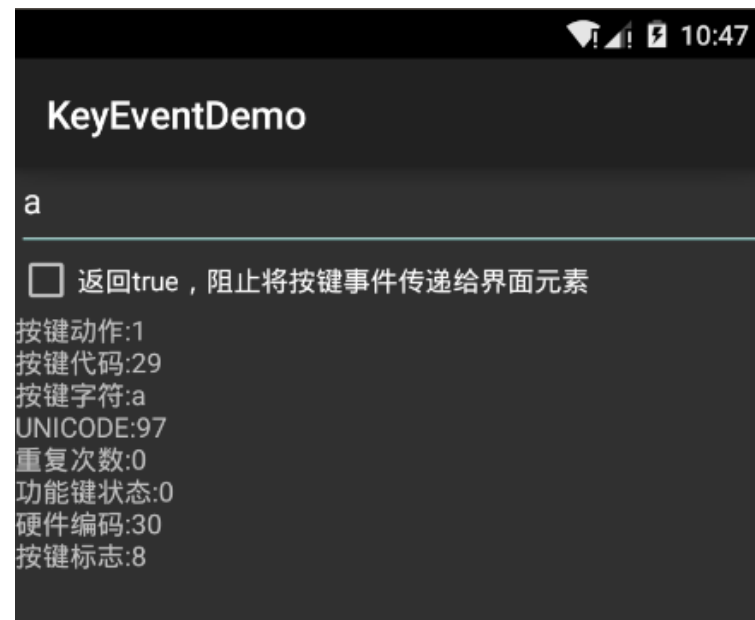 10:47
KeyEventDemo
a
返回true，阻止将按键事件传递给界面元素
按键动作:1
按键代码:29
按键字符:a
UNICODE:97
重复次数:0
功能键状态:0
硬件编码:30
按键标志:8